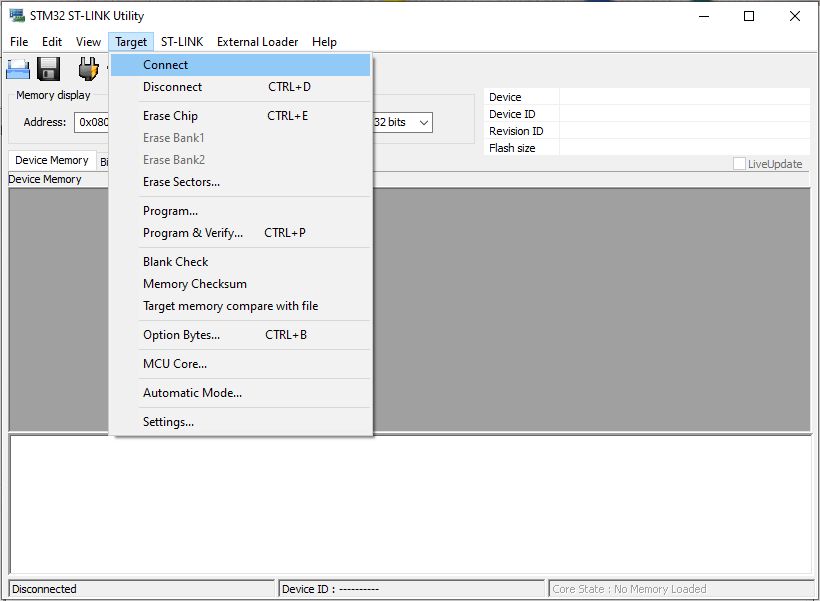 STM32 ST-LINK Utility
File Edit View Target ST-LINK External Loader Help
Connect
Disconnect CTRL+D
Erase Chip CTRL+E
Erase Bank1
Erase Bank2
Erase Sectors...
Program...
Program & Verify... CTRL+P
Blank Check
Memory Checksum
Target memory compare with file
Option Bytes... CTRL+B
MCU Core...
Automatic Mode...
Settings...
Memory display
Address: 0x080 32 bits
Device
Device ID
Revision ID
Flash size
LiveUpdate
Device Memory Bi
Device Memory
Disconnected Device ID : ---------- Core State : No Memory Loaded